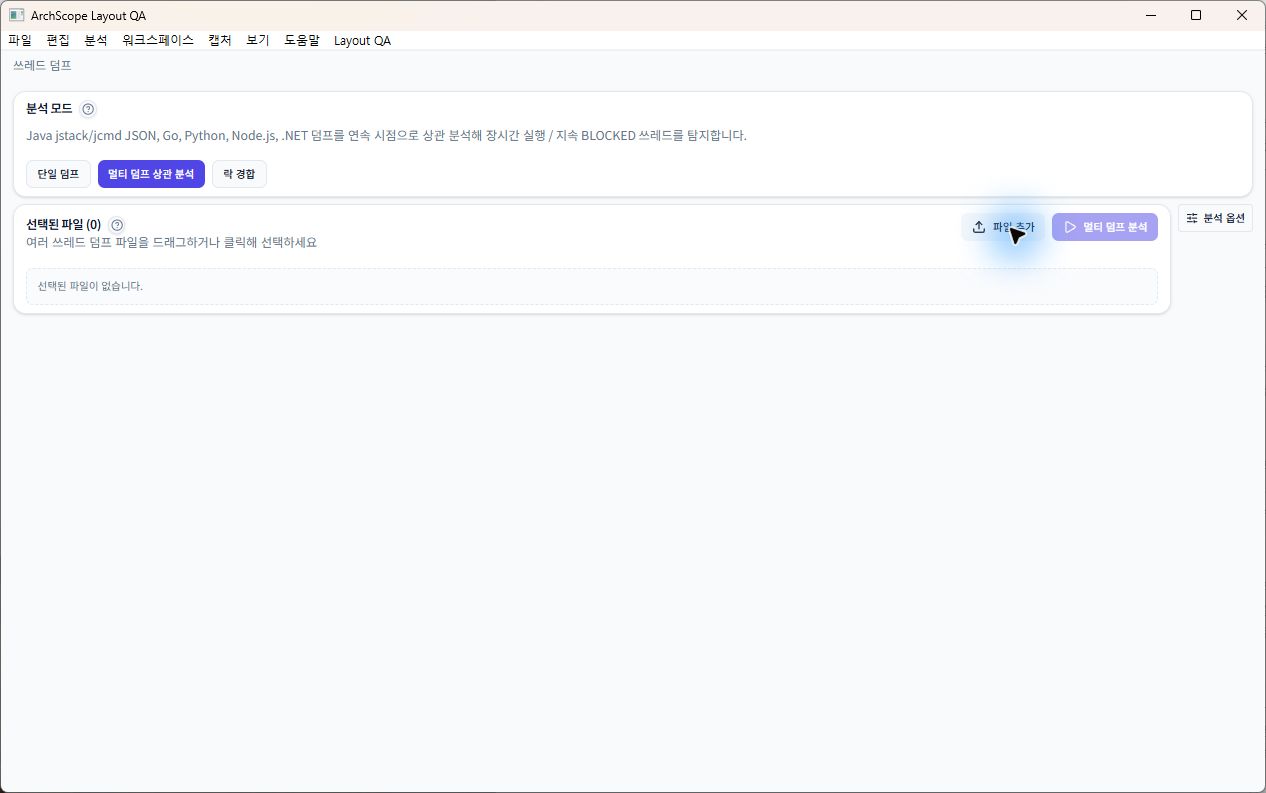 ArchScope Layout QA
파일 편집 분석 워크스페이스 캡처 보기 도움말 Layout QA
쓰레드 덤프
분석 모드
Java jstack/jcmd JSON, Go, Python, Node.js, .NET 덤프를 연속 시점으로 상관 분석해 장시간 실행 / 지속 BLOCKED 쓰레드를 탐지합니다.
단일 덤프 멀티 덤프 상관 분석 락 경합
선택된 파일 (0)
파일 추가 멀티 덤프 분석 분석 옵션
여러 쓰레드 덤프 파일을 드래그하거나 클릭해 선택하세요
선택된 파일이 없습니다.